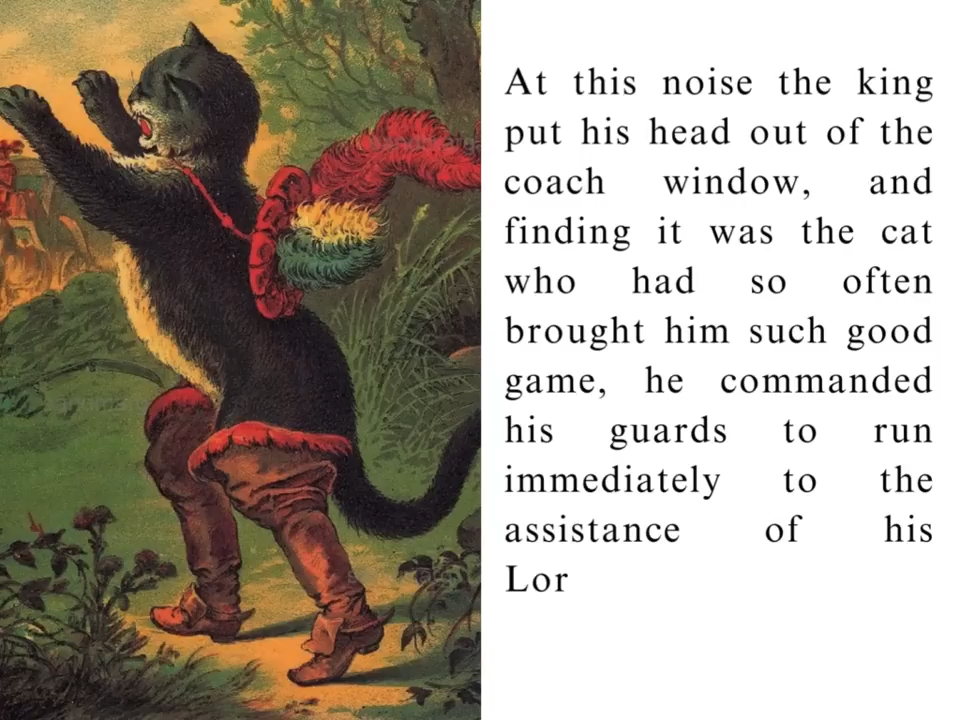 At this noise the king
put his head out of the
coach window, and
finding it was the cat
who had so often
brought him such good
game, he commanded
his guards to run
immediately to the
assistance of his
Lor